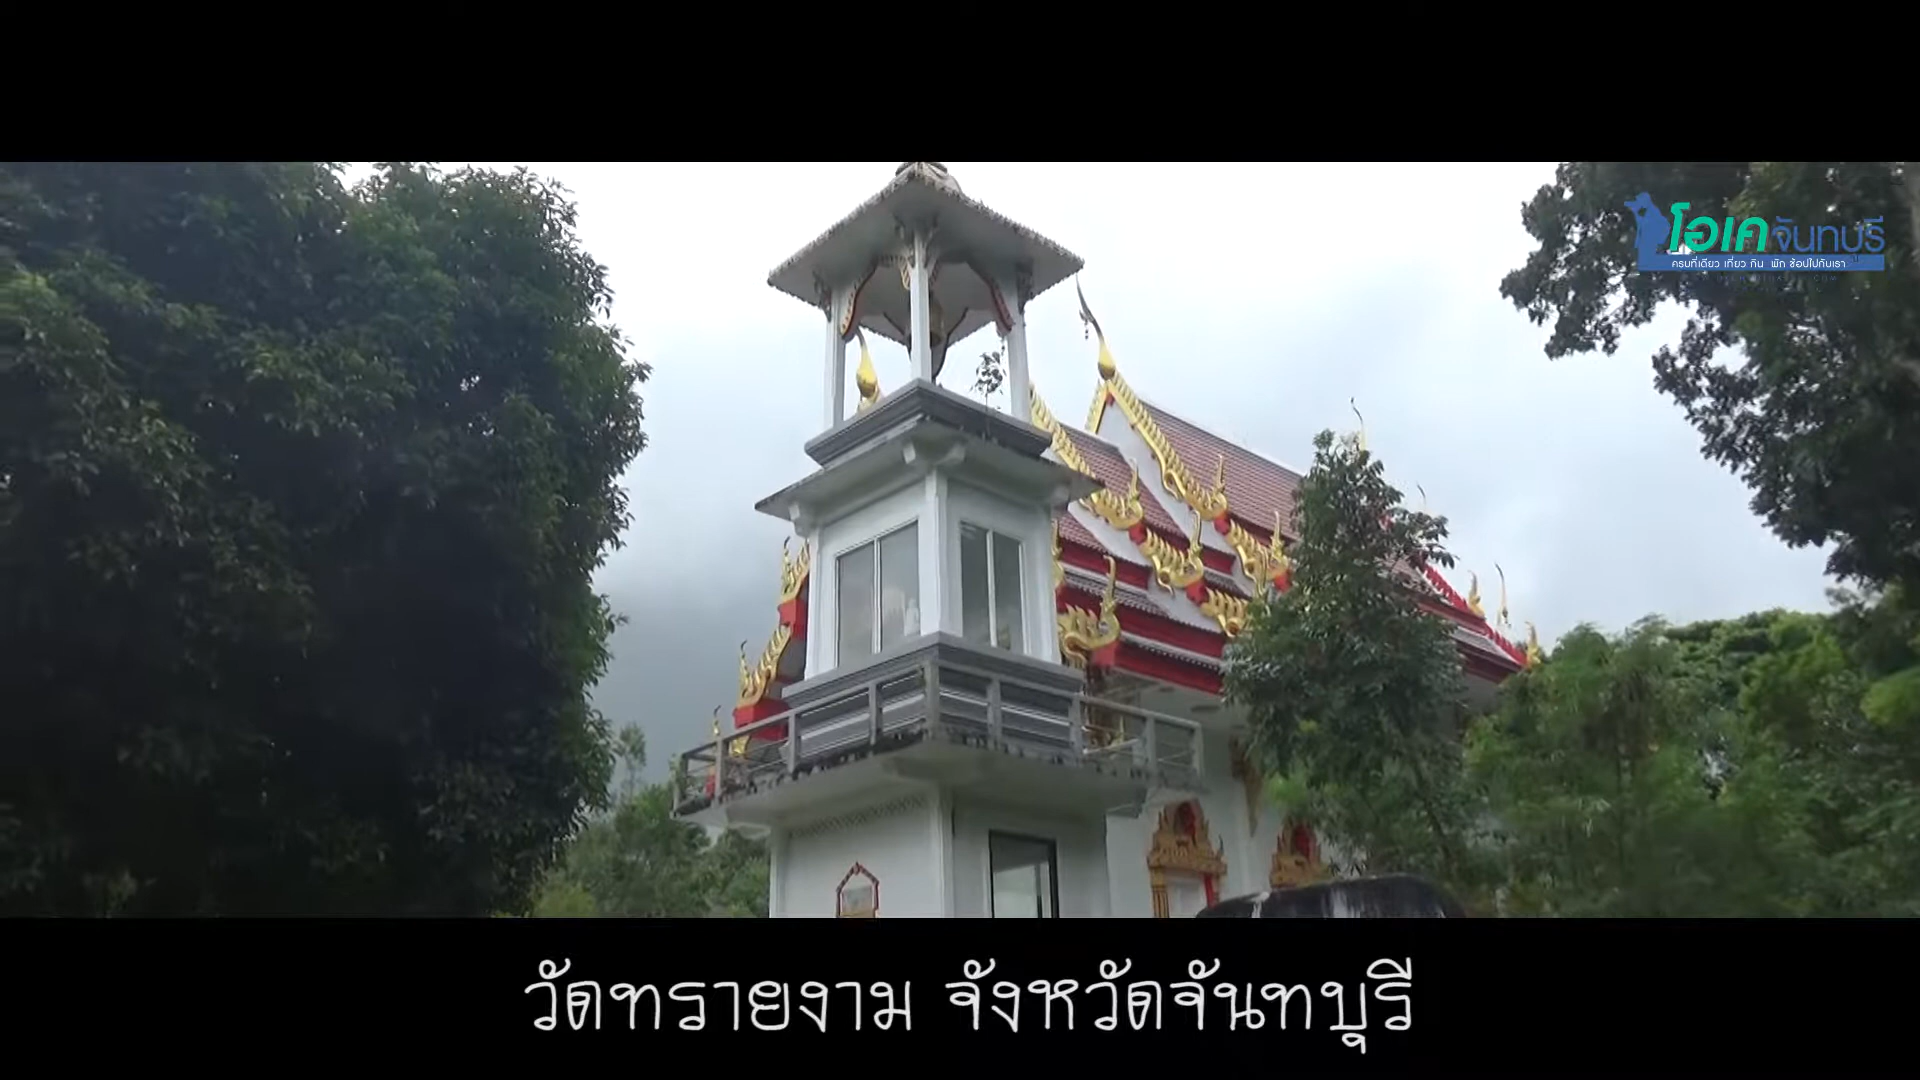 โอเคจันทบุรี
ครบที่เดียว เที่ยว กิน พัก ช้อปไปกับเรา
วัดทรายงาม จังหวัดจันทบุรี